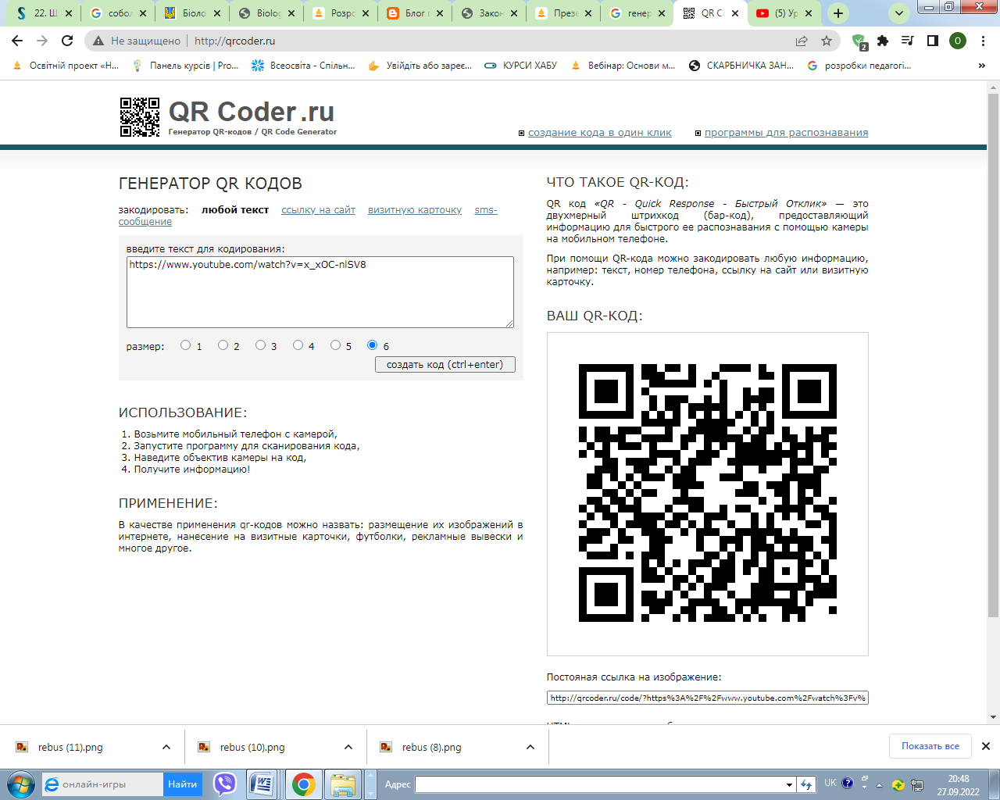 22. Щ
собол
Біоло
Biolog
Розро
Блог в
Закон
Презе
генер
QR Co
(5) Ур
Не защищено
http://qrcoder.ru
2
О
Освітній проект «Н...
Панель курсів | Pro...
Всеосвіта - Спільн...
Увійдіть або зареє...
КУРСИ ХАБУ
Вебінар: Основи м...
СКАРБНИЧКА ЗАН...
розробки педагогі...
»
QR Coder.ru
Генератор QR-кодов / QR Code Generator
создание кода в один клик
программы для распознавания
ГЕНЕРАТОР QR КОДОВ
закодировать: любой текст ссылку на сайт визитную карточку sms-
сообщение
введите текст для кодирования:
https://www.youtube.com/watch?v=x_xOC-nlSV8
размер: 1 2 3 4 5 6
создать код (ctrl+enter)
ИСПОЛЬЗОВАНИЕ:
1. Возьмите мобильный телефон с камерой,
2. Запустите программу для сканирования кода,
3. Наведите объектив камеры на код,
4. Получите информацию!
ПРИМЕНЕНИЕ:
В качестве применения qr-кодов можно назвать: размещение их изображений в
интернете, нанесение на визитные карточки, футболки, рекламные вывески и
многое другое.
ЧТО ТАКОЕ QR-КОД:
QR код «QR - Quick Response - Быстрый Отклик» — это
двухмерный штрихкод (бар-код), предоставляющий
информацию для быстрого ее распознавания с помощью камеры
на мобильном телефоне.
При помощи QR-кода можно закодировать любую информацию,
например: текст, номер телефона, ссылку на сайт или визитную
карточку.
ВАШ QR-КОД:
Постояная ссылка на изображение:
http://qrcoder.ru/code/?https%3A%2F%2Fwww.youtube.com%2Fwatch%3Fv%
rebus (11).png
rebus (10).png
rebus (8).png
Показать все
онлайн-игры
Найти
Адрес
UK
20:48
27.09.2022